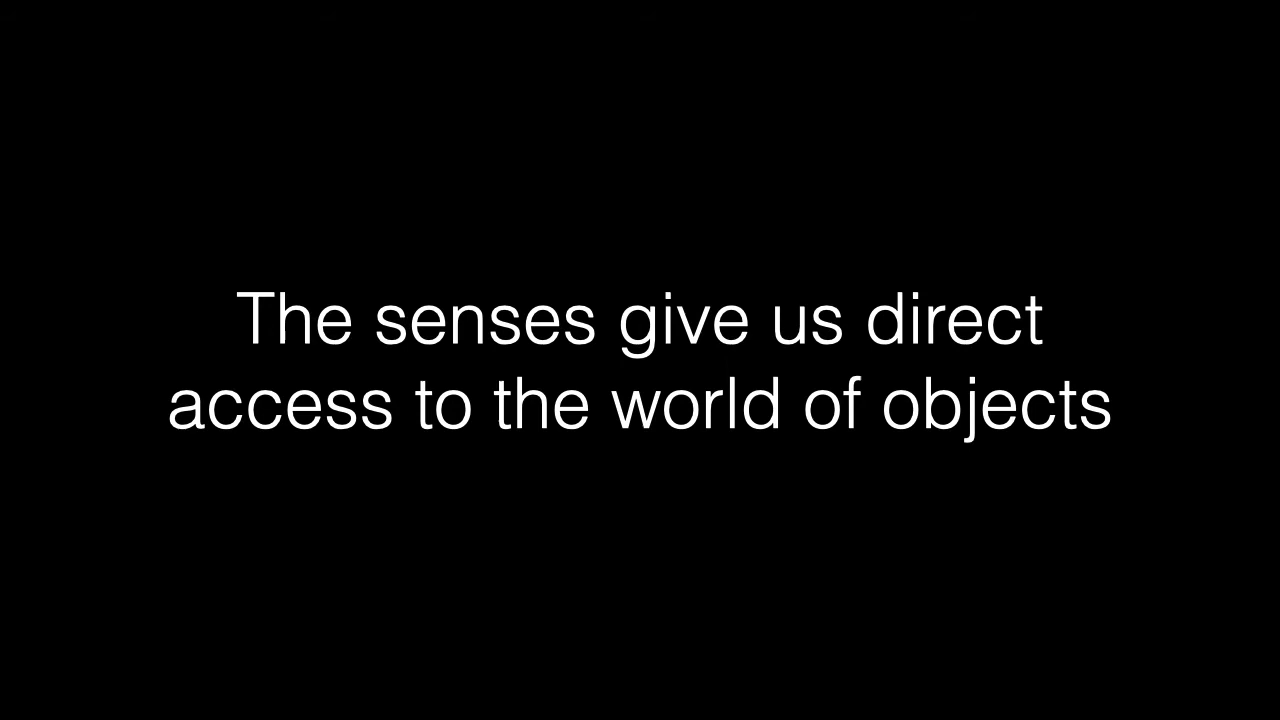 The senses give us direct
access to the world of objects